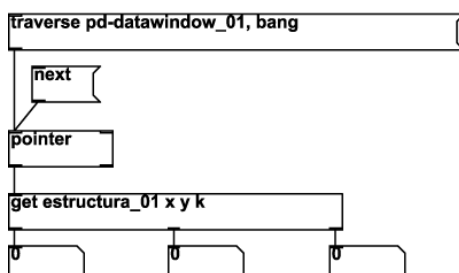 traverse pd-datawindow_01, bang
next
pointer
get estructura_01 x y k
0 0 0